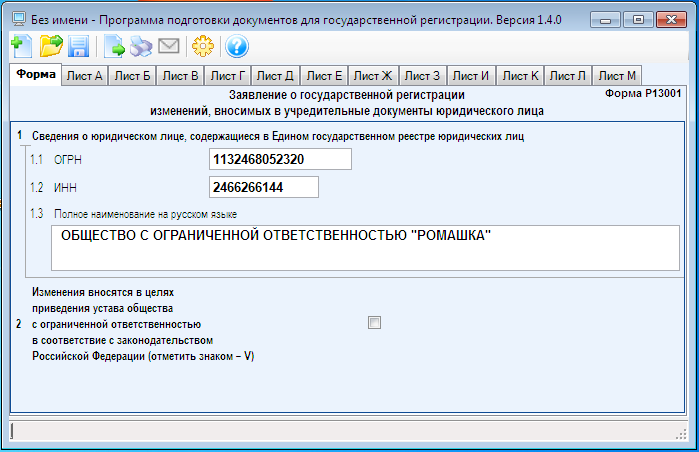 Без имени - Программа подготовки документов для государственной регистрации. Версия 1.4.0
Форма Лист А Лист Б Лист В Лист Г Лист Д Лист Е Лист Ж Лист З Лист И Лист К Лист Л Лист М
Заявление о государственной регистрации Форма Р13001
изменений, вносимых в учредительные документы юридического лица
1 Сведения о юридическом лице, содержащиеся в Едином государственном реестре юридических лиц
1.1 ОГРН 1132468052320
1.2 ИНН 2466266144
1.3 Полное наименование на русском языке
ОБЩЕСТВО С ОГРАНИЧЕННОЙ ОТВЕТСТВЕННОСТЬЮ "РОМАШКА"
Изменения вносятся в целях
приведения устава общества
2 с ограниченной ответственностью
в соответствие с законодательством
Российской Федерации (отметить знаком – V)